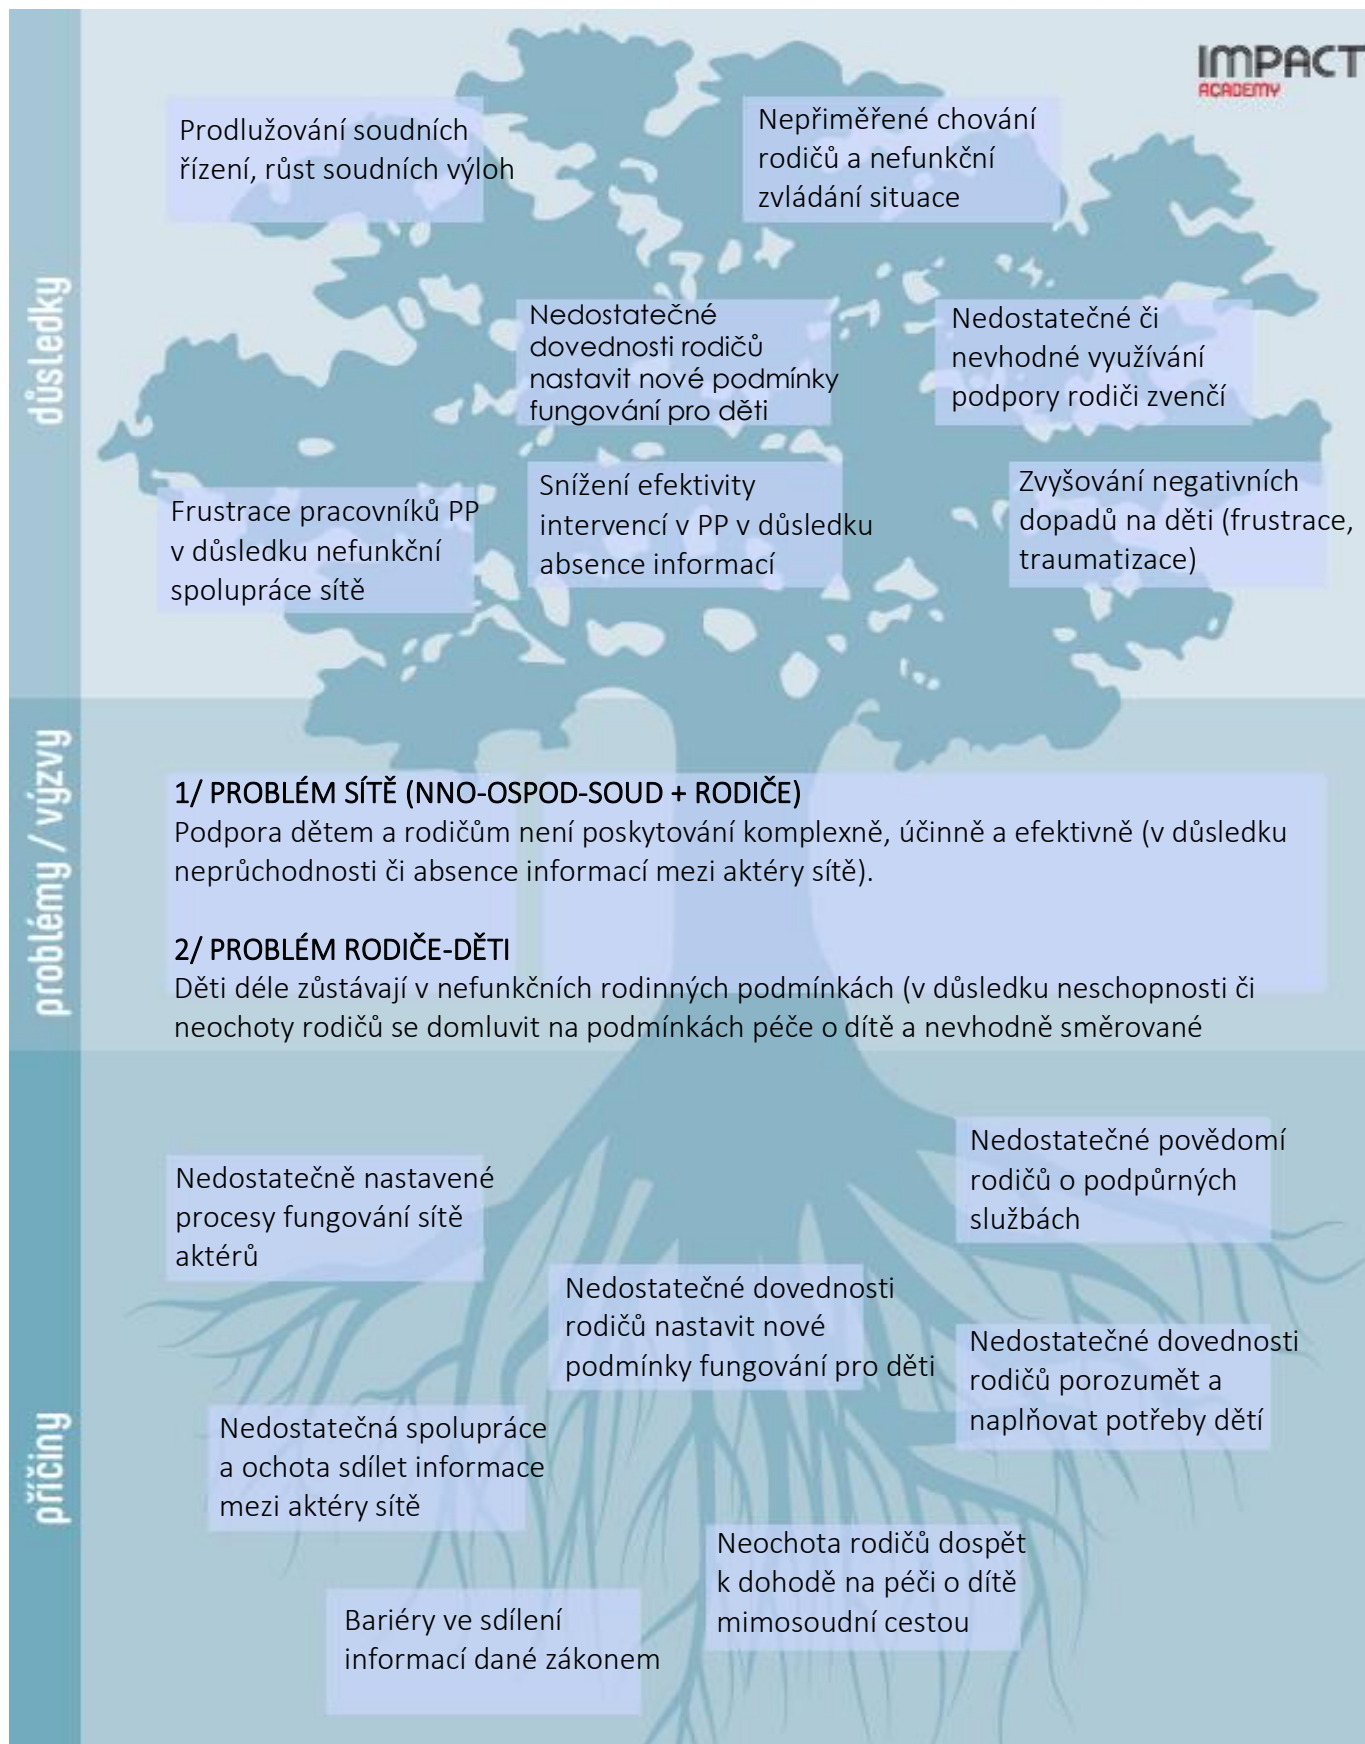 IMPACT
ACADEMY
důsledky
Prodlužování soudních
řízení, růst soudních výloh
Nepřiměřené chování
rodičů a nefunkční
zvládání situace
Nedostatečné
dovednosti rodičů
nastavit nové podmínky
fungování pro děti
Nedostatečné či
nevhodné využívání
podpory rodiči zvenčí
Frustrace pracovníků PP
v důsledku nefunkční
spolupráce sítě
Snížení efektivity
intervencí v PP v důsledku
absence informací
Zvyšování negativních
dopadů na děti (frustrace,
traumatizace)
problémy / výzvy
1/ PROBLÉM SÍTĚ (NNO-OSPOD-SOUD + RODIČE)
Podpora dětem a rodičům není poskytování komplexně, účinně a efektivně (v důsledku
neprůchodnosti či absence informací mezi aktéry sítě).
2/ PROBLÉM RODIČE-DĚTI
Děti déle zůstávají v nefunkčních rodinných podmínkách (v důsledku neschopnosti či
neochoty rodičů se domluvit na podmínkách péče o dítě a nevhodně směrované
příčiny
Nedostatečně nastavené
procesy fungování sítě
aktérů
Nedostatečné povědomí
rodičů o podpůrných
službách
Nedostatečné dovednosti
rodičů nastavit nové
podmínky fungování pro děti
Nedostatečné dovednosti
rodičů porozumět a
naplňovat potřeby dětí
Nedostatečná spolupráce
a ochota sdílet informace
mezi aktéry sítě
Neochota rodičů dospět
k dohodě na péči o dítě
mimosoudní cestou
Bariéry ve sdílení
informací dané zákonem